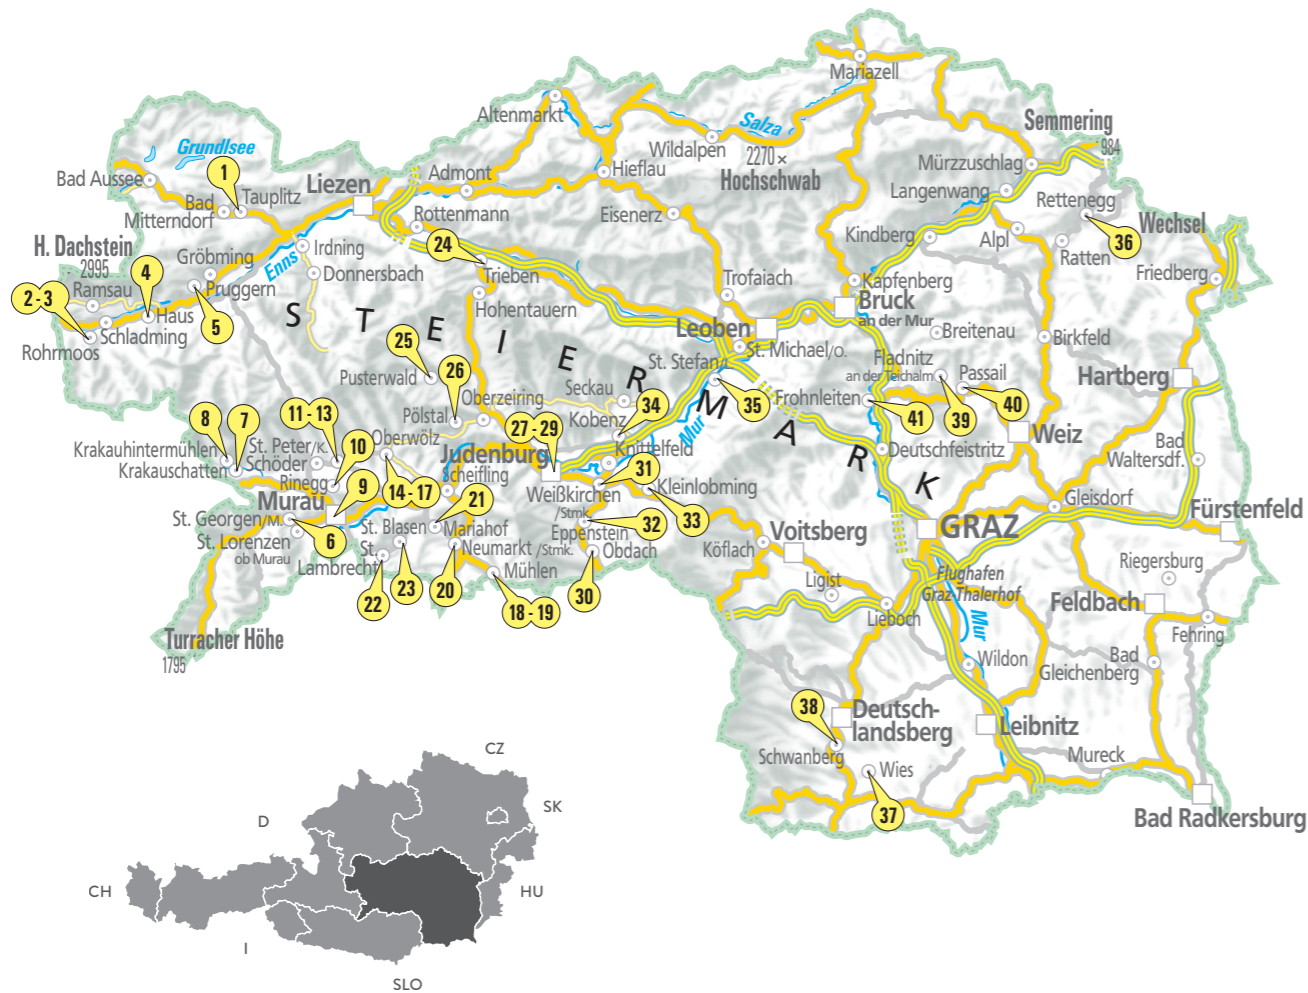 Mariazell
Altenmarkt
Salza
Semmering
984
Wildalpen
2270 ×
Hochschwab
Mürzzuschlag
Grundlsee
Hieflau
Langenwang
Bad Aussee
1
Tauplitz
Liezen
Admont
Rettenegg
Bad
Mitterndorf
Rottenmann
Eisenerz
Wechsel
36
Kindberg
Alpl
Ratten
H. Dachstein
2995
Irdning
24
Gröbming
Enns
Donnersbach
Trieben
Trofaiach
Kapfenberg
Friedberg
4
Ramsau
Pruggern
2 - 3
Haus
5
Hohentauern
Bruck
an der Mur
Schladming
Rohrmoos
STEIERMARK
Leoben
Breitenau
Birkfeld
St. Michael/O.
25
26
St. Stefan/L.
Fladnitz
an der Teichalm
Passail
Pusterwald
Seckau
Hartberg
Oberzeiring
Frohnleiten
35
39
40
41
8
7
11 - 13
Pölstal
Kobenz
34
27 - 29
Mur
Krakauhintermühlen
St. Peter/K.
10
Oberwölz
Weiz
Bad
Waltersdf.
Krakauschatten
Schöder
Judenburg
Knittelfeld
Deutschfeistritz
Rinegg
Scheifling
31
9
14 - 17
21
Weißkirchen
/Stmk.
Kleinlobming
Gleisdorf
Murau
33
Fürstenfeld
St. Georgen/M.
6
St. Blasen
Mariahof
Eppenstein
32
Voitsberg
GRAZ
St. Lorenzen
ob Murau
St.
Lambrecht
Neumarkt /Stmk.
Obdach
Köflach
Riegersburg
22
23
20
Mühlen
18 - 19
30
Ligist
Flughafen
Graz-Thalerhof
Feldbach
Lieboch
Mur
Fehring
Turracher Höhe
1795
Wildon
Bad
Gleichenberg
38
Deutsch-
landsberg
Leibnitz
Schwanberg
Wies
Mureck
37
Bad Radkersburg
CZ
SK
D
CH
HU
I
SLO